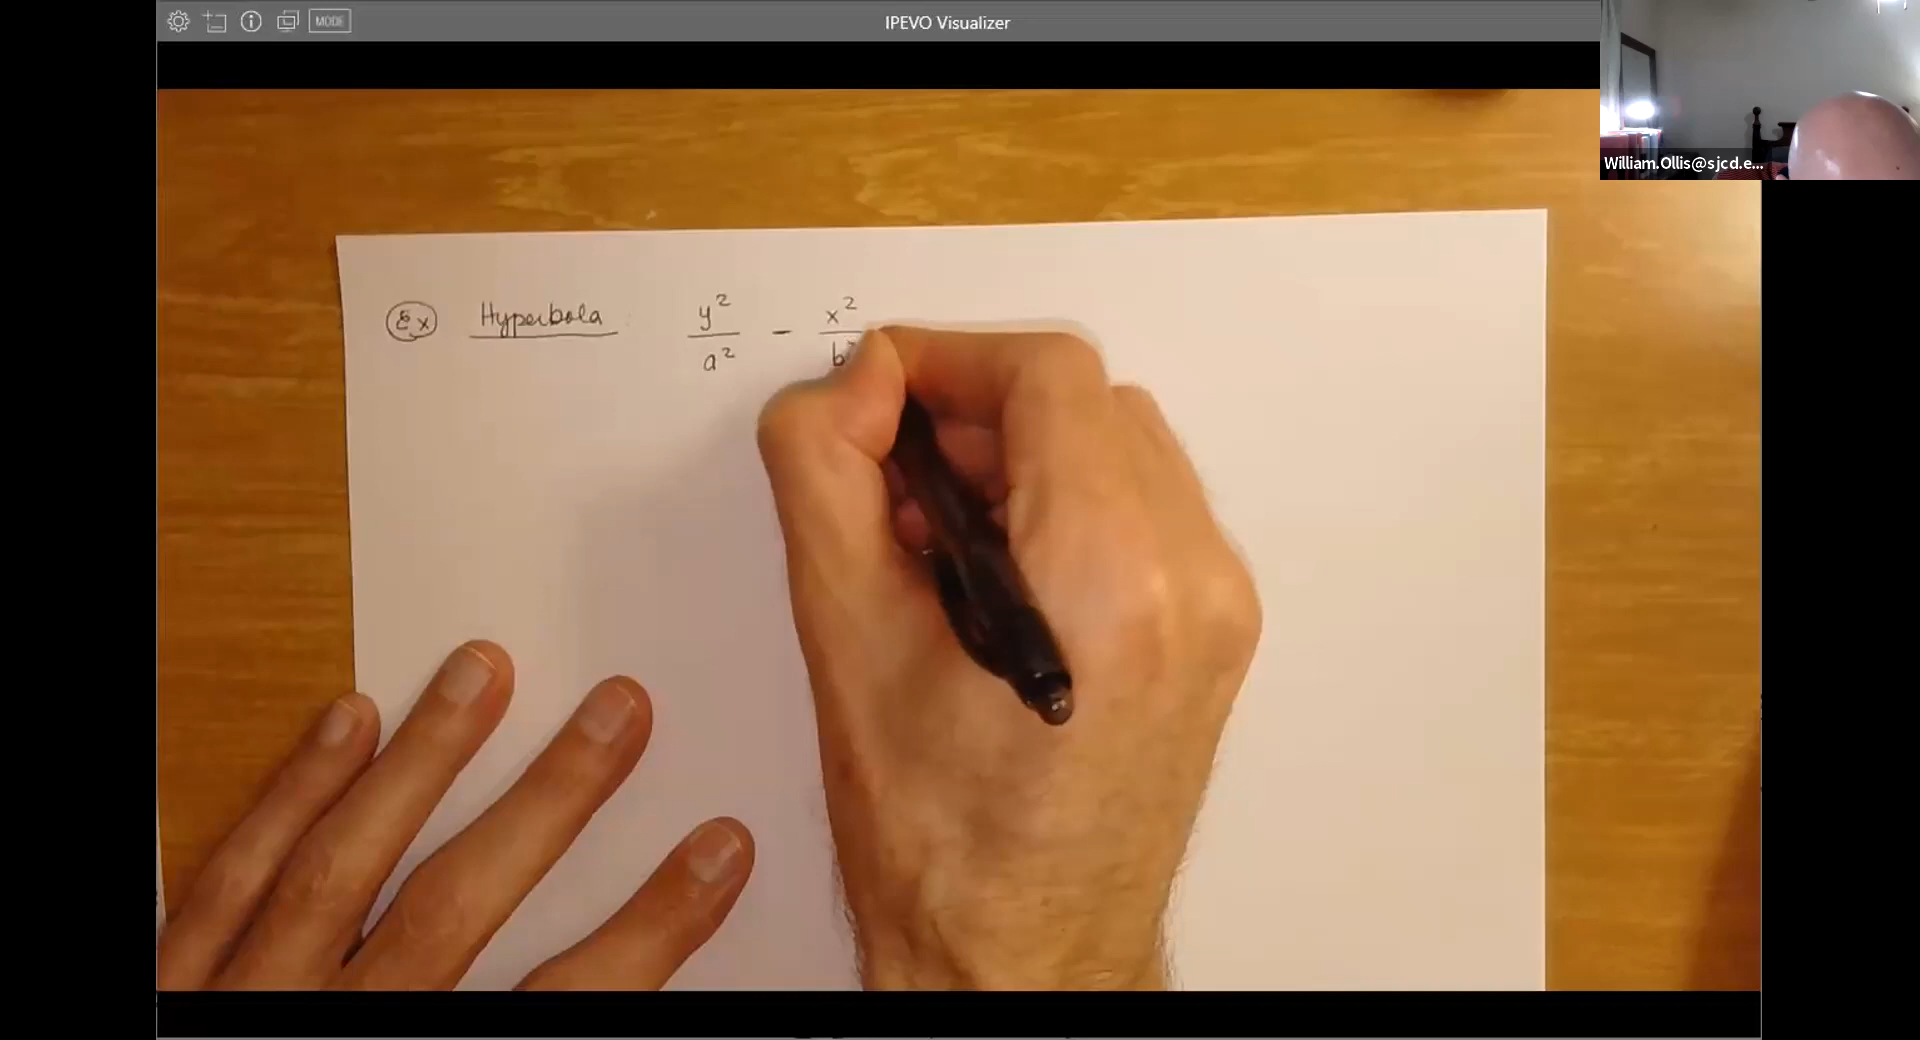 MODE
IPEVO Visualizer
William.Ollis@sjcd.e...
Ex Hyperbola y² - x²
a² b²